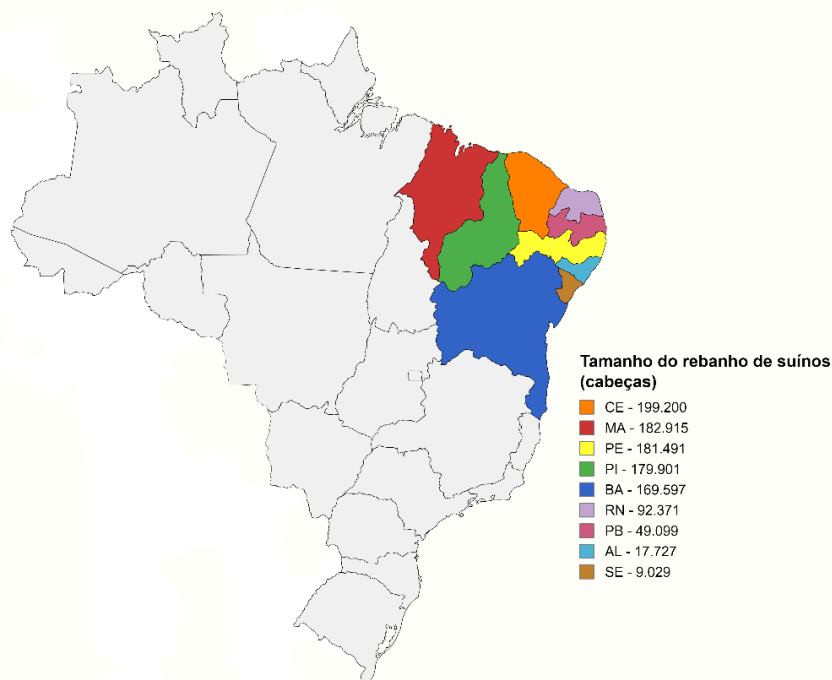 Tamanho do rebanho de suínos
(cabeças)
CE - 199.200
MA - 182.915
PE - 181.491
PI - 179.901
BA - 169.597
RN - 92.371
PB - 49.099
AL - 17.727
SE - 9.029